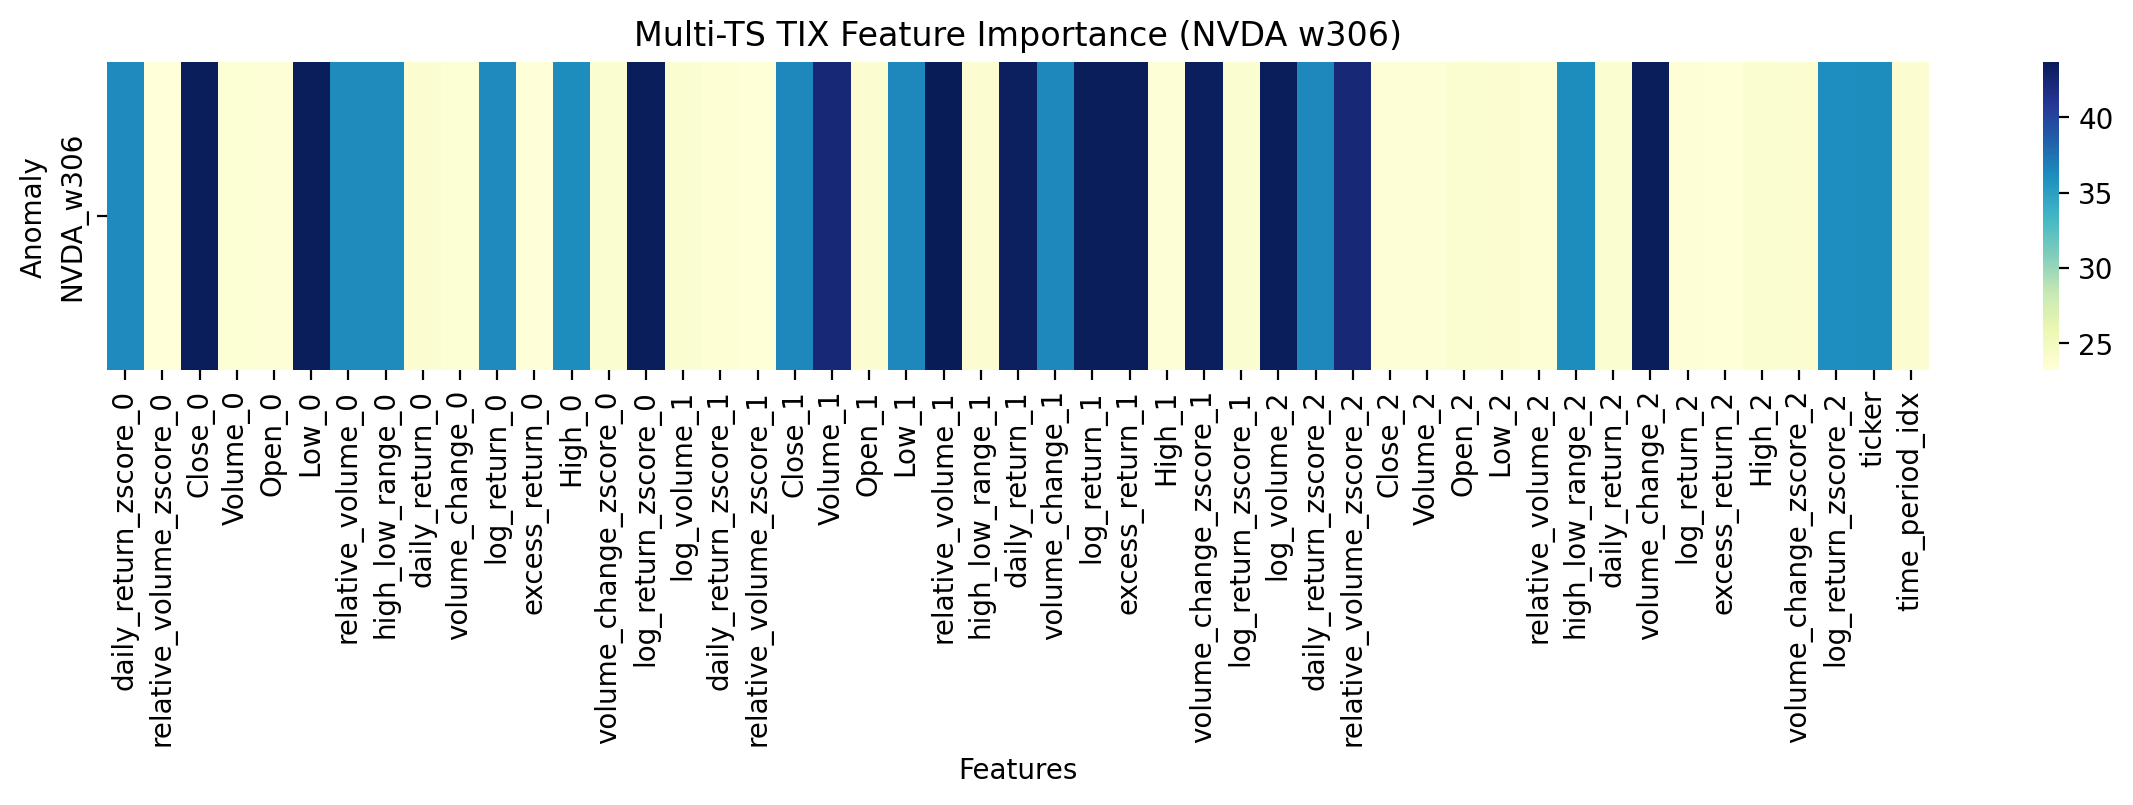 Multi-TS TIX Feature Importance (NVDA w306)
Anomaly
NVDA_w306
40
35
30
25
daily_return_zscore_0
relative_volume_zscore_0
Close_0
Volume_0
Open_0
Low_0
relative_volume_0
high_low_range_0
daily_return_0
volume_change_0
log_return_0
excess_return_0
High_0
volume_change_zscore_0
log_return_zscore_0
log_volume_1
daily_return_zscore_1
relative_volume_zscore_1
Close_1
Volume_1
Open_1
Low_1
relative_volume_1
high_low_range_1
daily_return_1
volume_change_1
log_return_1
excess_return_1
High_1
volume_change_zscore_1
log_return_zscore_1
log_volume_2
daily_return_zscore_2
relative_volume_zscore_2
Close_2
Volume_2
Open_2
Low_2
relative_volume_2
high_low_range_2
daily_return_2
volume_change_2
log_return_2
excess_return_2
High_2
volume_change_zscore_2
log_return_zscore_2
ticker
time_period_idx
Features